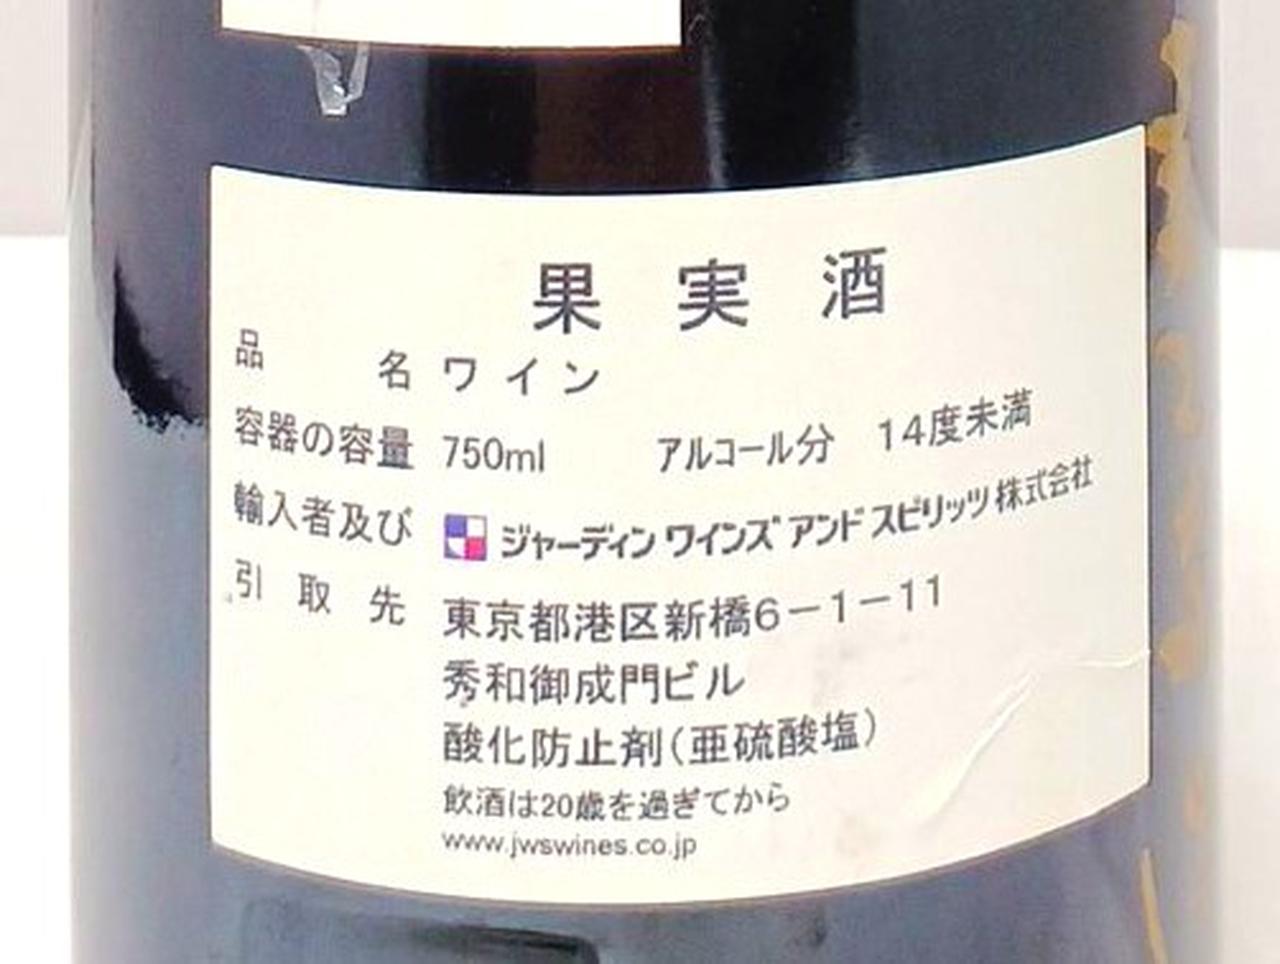 果実酒
品名 ワイン
容器の容量 750ml アルコール分 14度未満
輸入者及び ジャーディン ワインズ アンド スピリッツ 株式会社
引取先 東京都港区新橋6-1-11
秀和御成門ビル
酸化防止剤(亜硫酸塩)
飲酒は20歳を過ぎてから
www.jwswines.co.jp